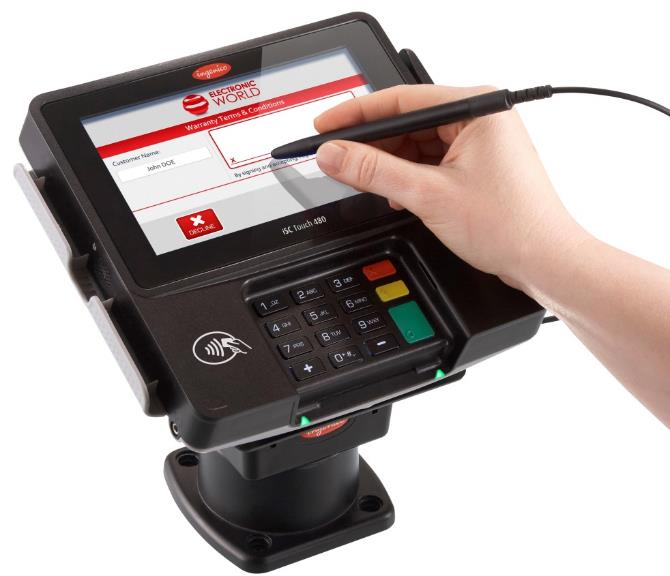 ingenico
ELECTRONIC
WORLD
Warranty Terms & Conditions
Customer Name:
John DOE
X
By signing and accepting
DECLINE
iSC Touch 480
1 2 ABC 3 DEF
4 GHI 5 JKL 6 MNO
7 PRS 8 TUV 9 WXY
+ 0 -
ingenico